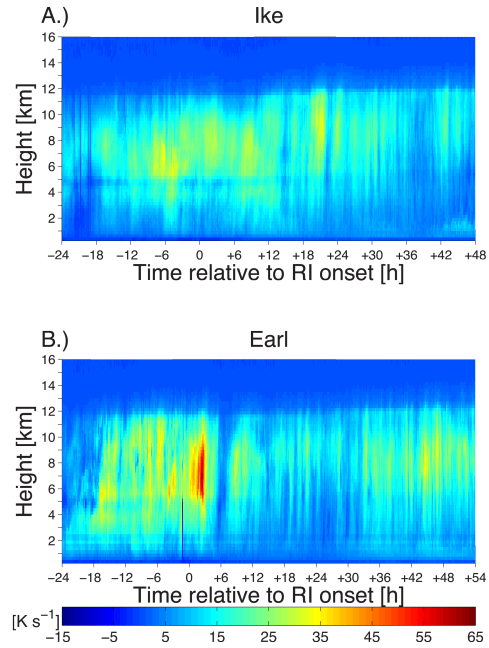 A.) Ike
Height [km]
16
14
12
10
8
6
4
2
−24 −18 −12 −6 0 +6 +12 +18 +24 +30 +36 +42 +48
Time relative to RI onset [h]
B.) Earl
Height [km]
16
14
12
10
8
6
4
2
−24 −18 −12 −6 0 +6 +12 +18 +24 +30 +36 +42 +48 +54
Time relative to RI onset [h]
[K s⁻¹]
−15 −5 5 15 25 35 45 55 65